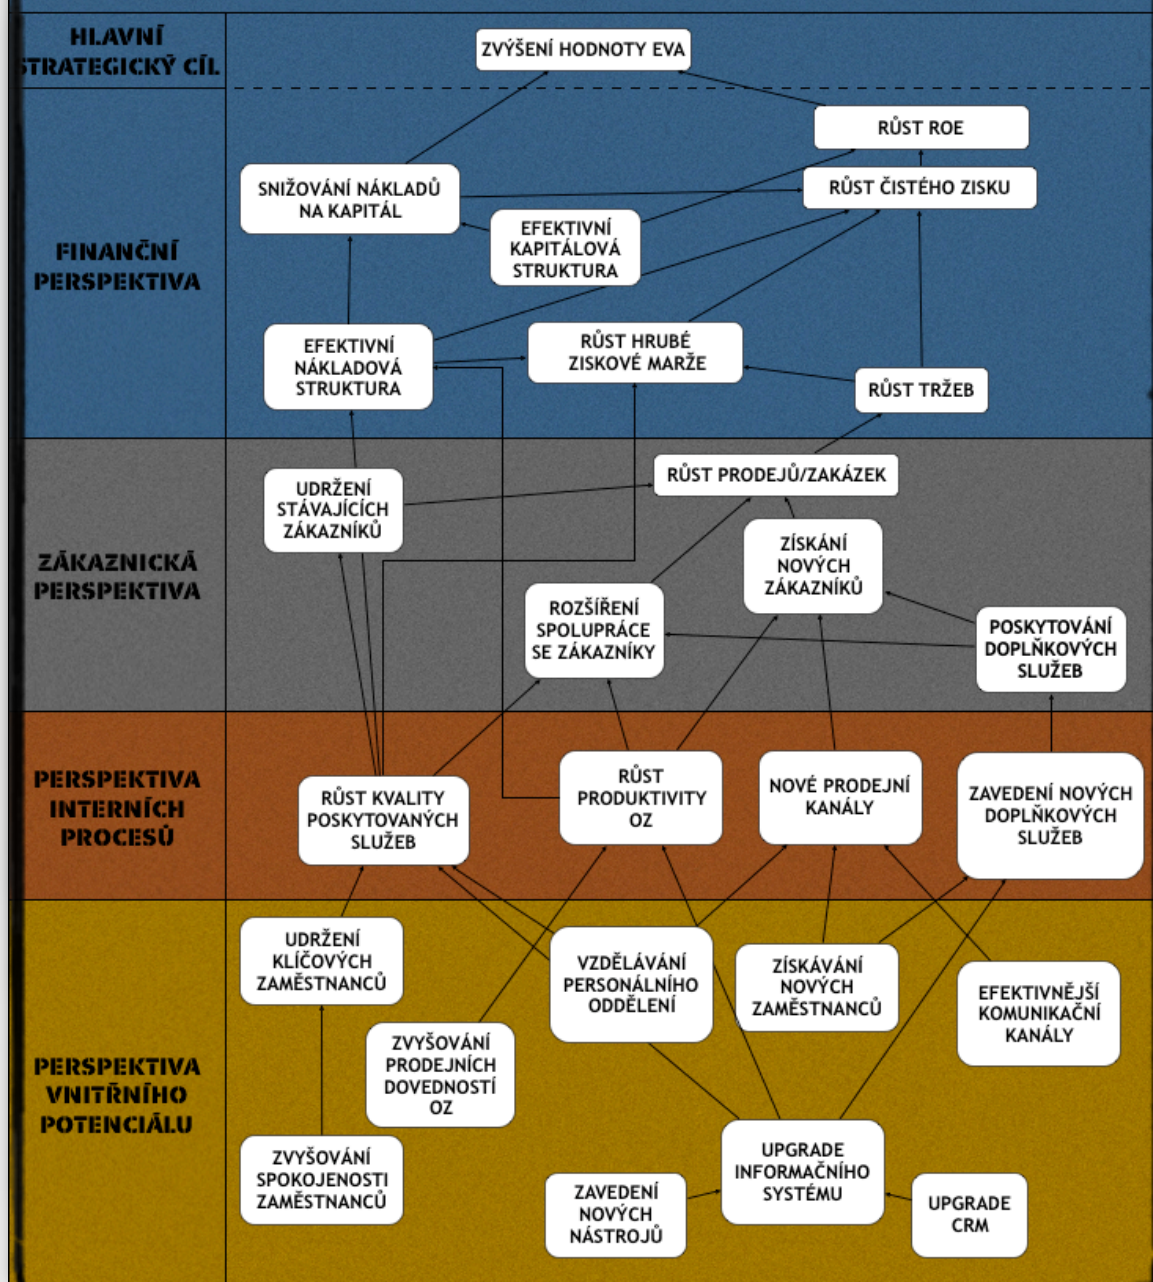 HLAVNÍ
STRATEGICKÝ CÍL
ZVÝŠENÍ HODNOTY EVA
FINANČNÍ
PERSPEKTIVA
RŮST ROE
SNIŽOVÁNÍ NÁKLADŮ
NA KAPITÁL
RŮST ČISTÉHO ZISKU
EFEKTIVNÍ
KAPITÁLOVÁ
STRUKTURA
EFEKTIVNÍ
NÁKLADOVÁ
STRUKTURA
RŮST HRUBÉ
ZISKOVÉ MARŽE
RŮST TRŽEB
ZÁKAZNICKÁ
PERSPEKTIVA
RŮST PRODEJŮ/ZAKÁZEK
UDRŽENÍ
STÁVAJÍCÍCH
ZÁKAZNÍKŮ
ZÍSKÁNÍ
NOVÝCH
ZÁKAZNÍKŮ
ROZŠÍŘENÍ
SPOLUPRÁCE
SE ZÁKAZNÍKY
POSKYTOVÁNÍ
DOPLŇKOVÝCH
SLUŽEB
PERSPEKTIVA
INTERNÍCH
PROCESŮ
RŮST KVALITY
POSKYTOVANÝCH
SLUŽEB
RŮST
PRODUKTIVITY
OZ
NOVÉ PRODEJNÍ
KANÁLY
ZAVEDENÍ NOVÝCH
DOPLŇKOVÝCH
SLUŽEB
PERSPEKTIVA
VNITŘNÍHO
POTENCIÁLU
UDRŽENÍ
KLÍČOVÝCH
ZAMĚSTNANCŮ
VZDĚLÁVÁNÍ
PERSONÁLNÍHO
ODDĚLENÍ
ZÍSKÁVÁNÍ
NOVÝCH
ZAMĚSTNANCŮ
EFEKTIVNĚJŠÍ
KOMUNIKAČNÍ
KANÁLY
ZVYŠOVÁNÍ
PRODEJNÍCH
DOVEDNOSTÍ
OZ
ZVYŠOVÁNÍ
SPOKOJENOSTI
ZAMĚSTNANCŮ
UPGRADE
INFORMAČNÍHO
SYSTÉMU
ZAVEDENÍ
NOVÝCH
NÁSTROJŮ
UPGRADE
CRM